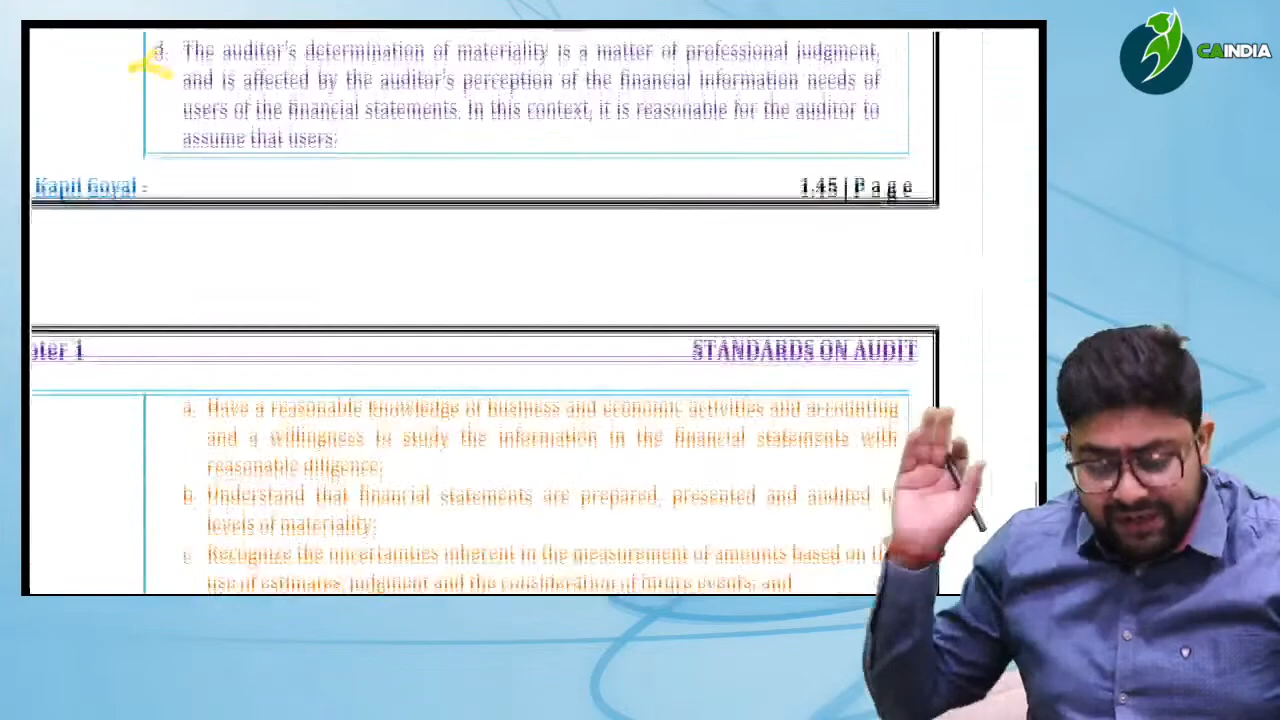 3. The auditor's determination of materiality is a matter of professional judgment,
and is affected by the auditor's perception of the financial information needs of
users of the financial statements. In this context, it is reasonable for the auditor to
assume that users:
Kapil Goyal -
1.45 | P a g e
pter 1
STANDARDS ON AUDIT
a. Have a reasonable knowledge of business and economic activities and accounting
and a willingness to study the information in the financial statements with
reasonable diligence;
b. Understand that financial statements are prepared, presented and audited
levels of materiality;
c Recognize the uncertainties inherent in the measurement of amounts based on
use of estimates, judgment and the consideration of future events; and
CAINDIA